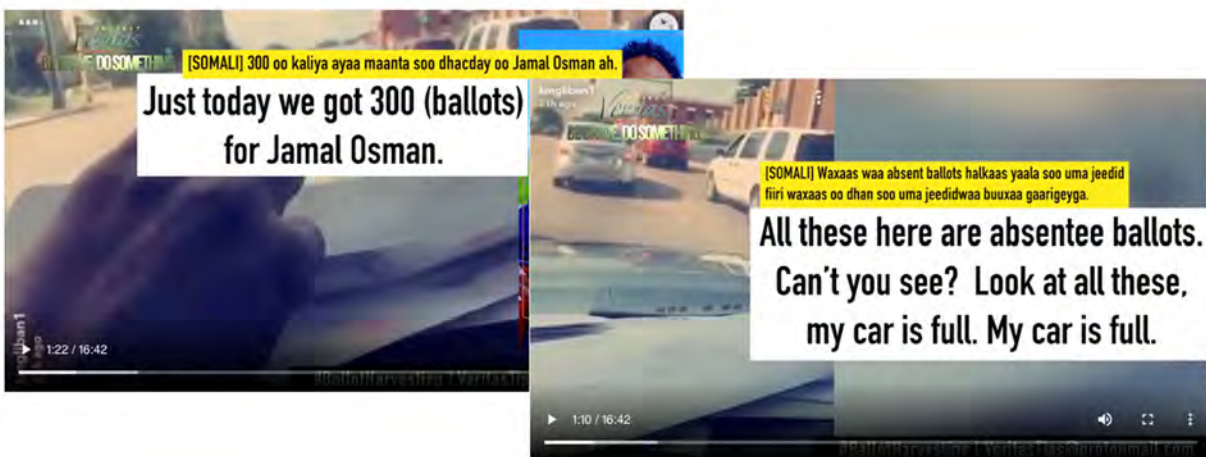 [SOMALI] 300 oo kaliya ayaa maanta soo dhacday oo Jamal Osman ah.
Just today we got 300 (ballots)
for Jamal Osman.
1:22 / 16:42
kingliban1
DO SOMETHING
[SOMALI] Waxaas waa absent ballots halkaas yaala soo uma jeedid
fiiri waxaas oo dhan soo uma jeedidwaa buuxaa gaarigeyga.
All these here are absentee ballots.
Can't you see? Look at all these,
my car is full. My car is full.
1:10 / 16:42